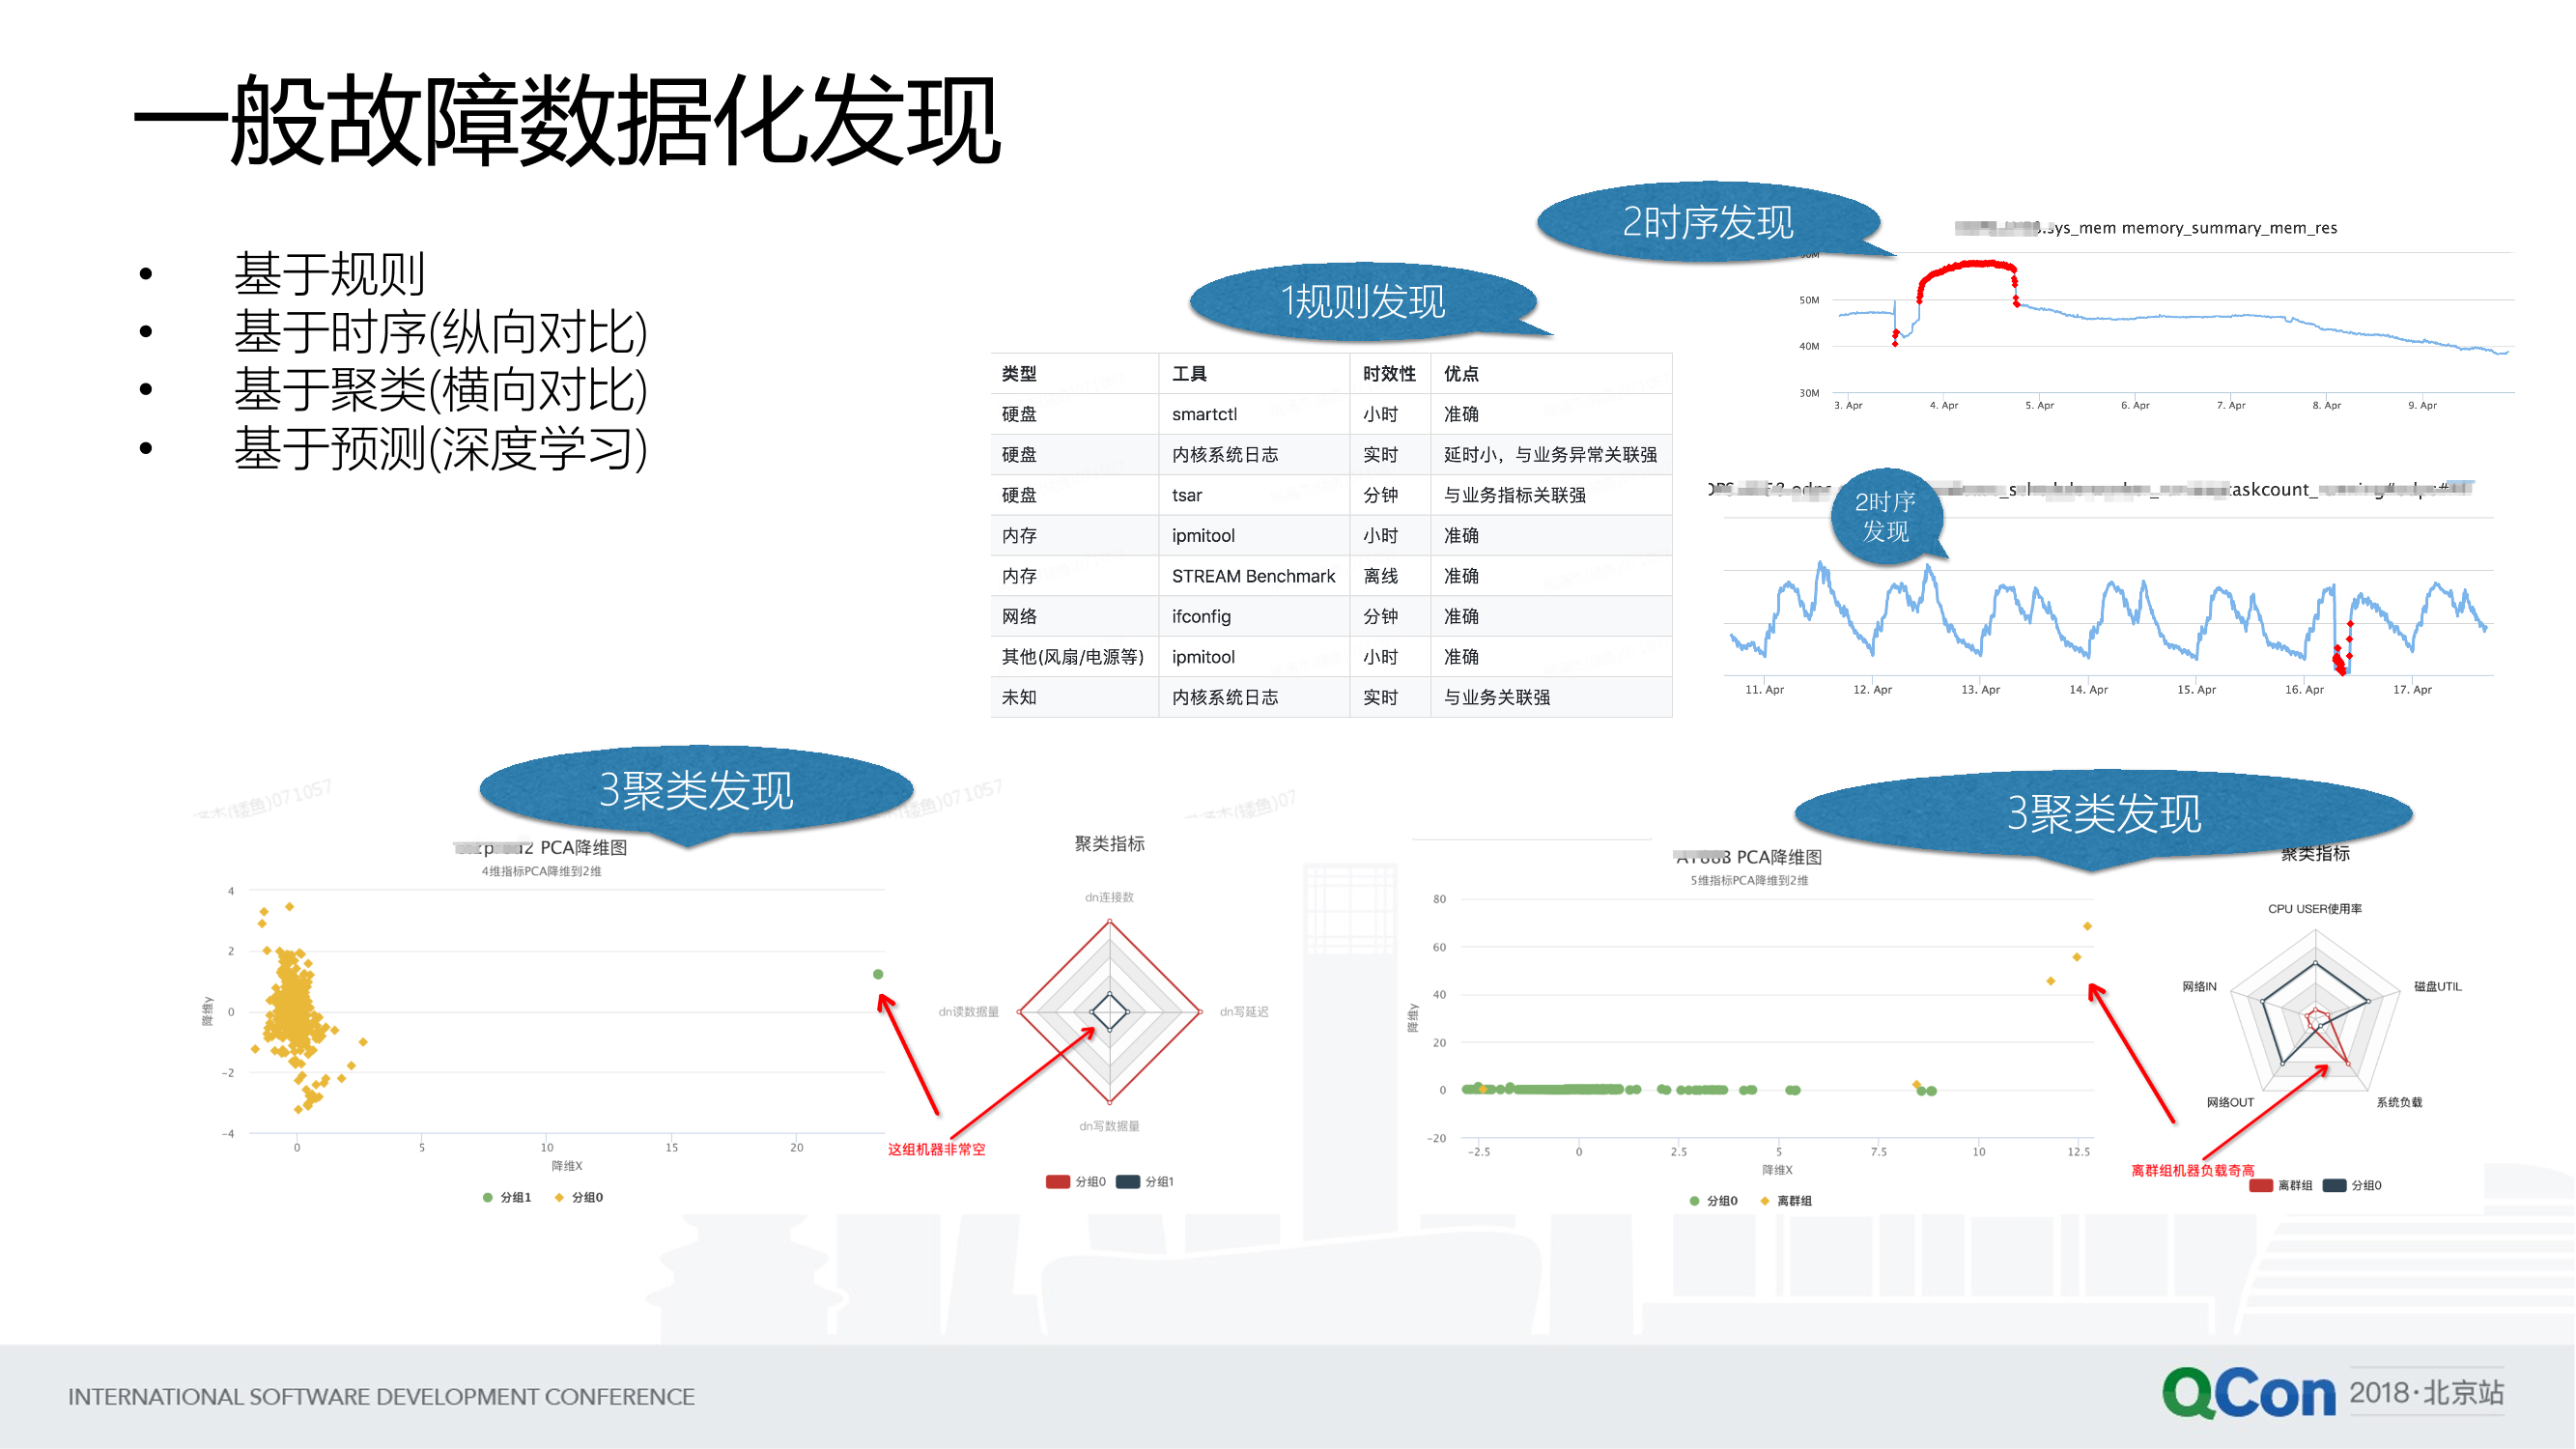 一般故障数据化发现
• 基于规则
• 基于时序(纵向对比)
• 基于聚类(横向对比)
• 基于预测(深度学习)
1规则发现
类型 工具 时效性 优点
硬盘 smartctl 小时 准确
硬盘 内核系统日志 实时 延时小，与业务异常关联强
硬盘 tsar 分钟 与业务指标关联强
内存 ipmitool 小时 准确
内存 STREAM Benchmark 离线 准确
网络 ifconfig 分钟 准确
其他(风扇/电源等) ipmitool 小时 准确
未知 内核系统日志 实时 与业务关联强
2时序发现
sys_mem memory_summary_mem_res
50M
40M
30M
3. Apr 4. Apr 5. Apr 6. Apr 7. Apr 8. Apr 9. Apr
taskcount_
2时序
发现
11. Apr 12. Apr 13. Apr 14. Apr 15. Apr 16. Apr 17. Apr
3聚类发现
071057
PCA降维图
4维指标PCA降维到2维
4
2
0
-2
-4
降维y
0 5 10 15 20
降维X
分组1 分组0
聚类指标
dn连接数
dn读数据量
dn写延迟
dn写数据量
这组机器非常空
分组0 分组1
3聚类发现
PCA降维图
5维指标PCA降维到2维
80
60
40
20
0
-20
降维y
-2.5 0 2.5 5 7.5 10 12.5
降维X
分组0 离群组
聚类指标
CPU USER使用率
网络IN
磁盘UTIL
网络OUT
系统负载
离群组机器负载奇高
离群组 分组0
INTERNATIONAL SOFTWARE DEVELOPMENT CONFERENCE
QCon 2018·北京站